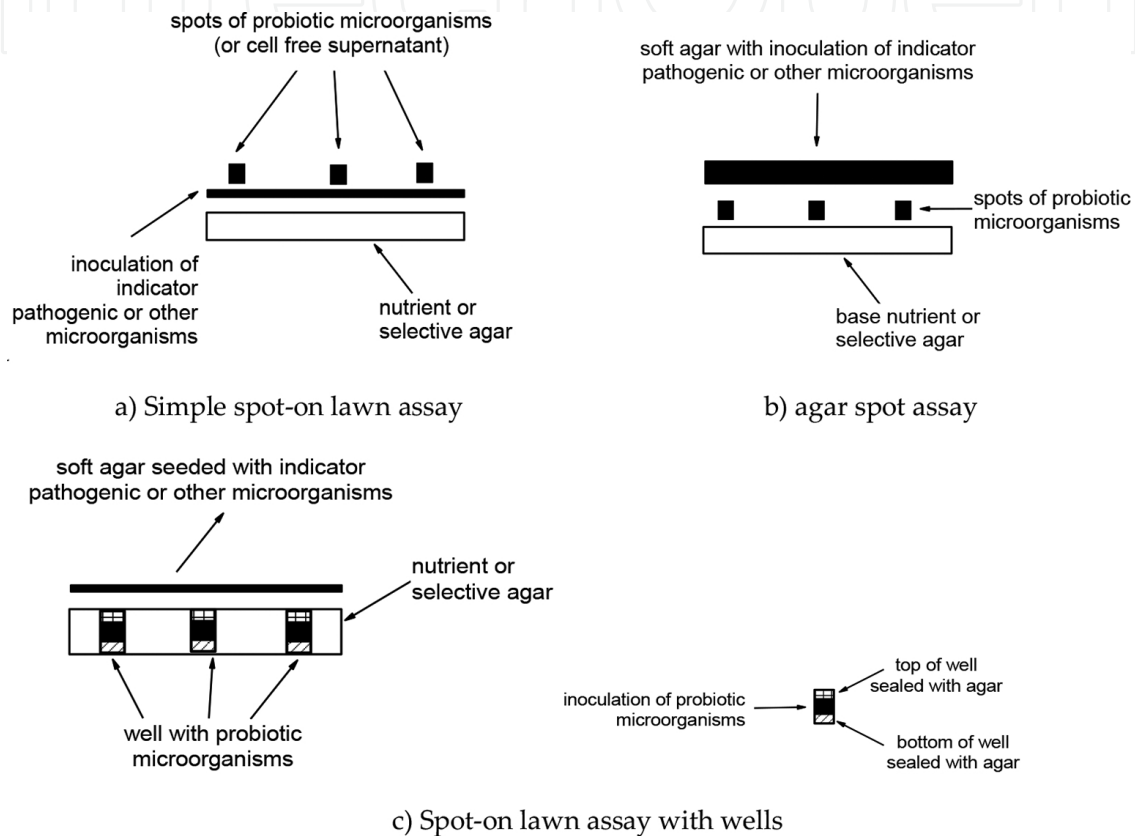 spots of probiotic microorganisms
(or cell free supernatant)
inoculation of
indicator
pathogenic or other
microorganisms
nutrient or
selective agar
a) Simple spot-on lawn assay
soft agar with inoculation of indicator
pathogenic or other microorganisms
spots of probiotic
microorganisms
base nutrient or
selective agar
b) agar spot assay
soft agar seeded with indicator
pathogenic or other microorganisms
nutrient or
selective agar
well with probiotic
microorganisms
inoculation of probiotic
microorganisms
top of well
sealed with agar
bottom of well
sealed with agar
c) Spot-on lawn assay with wells